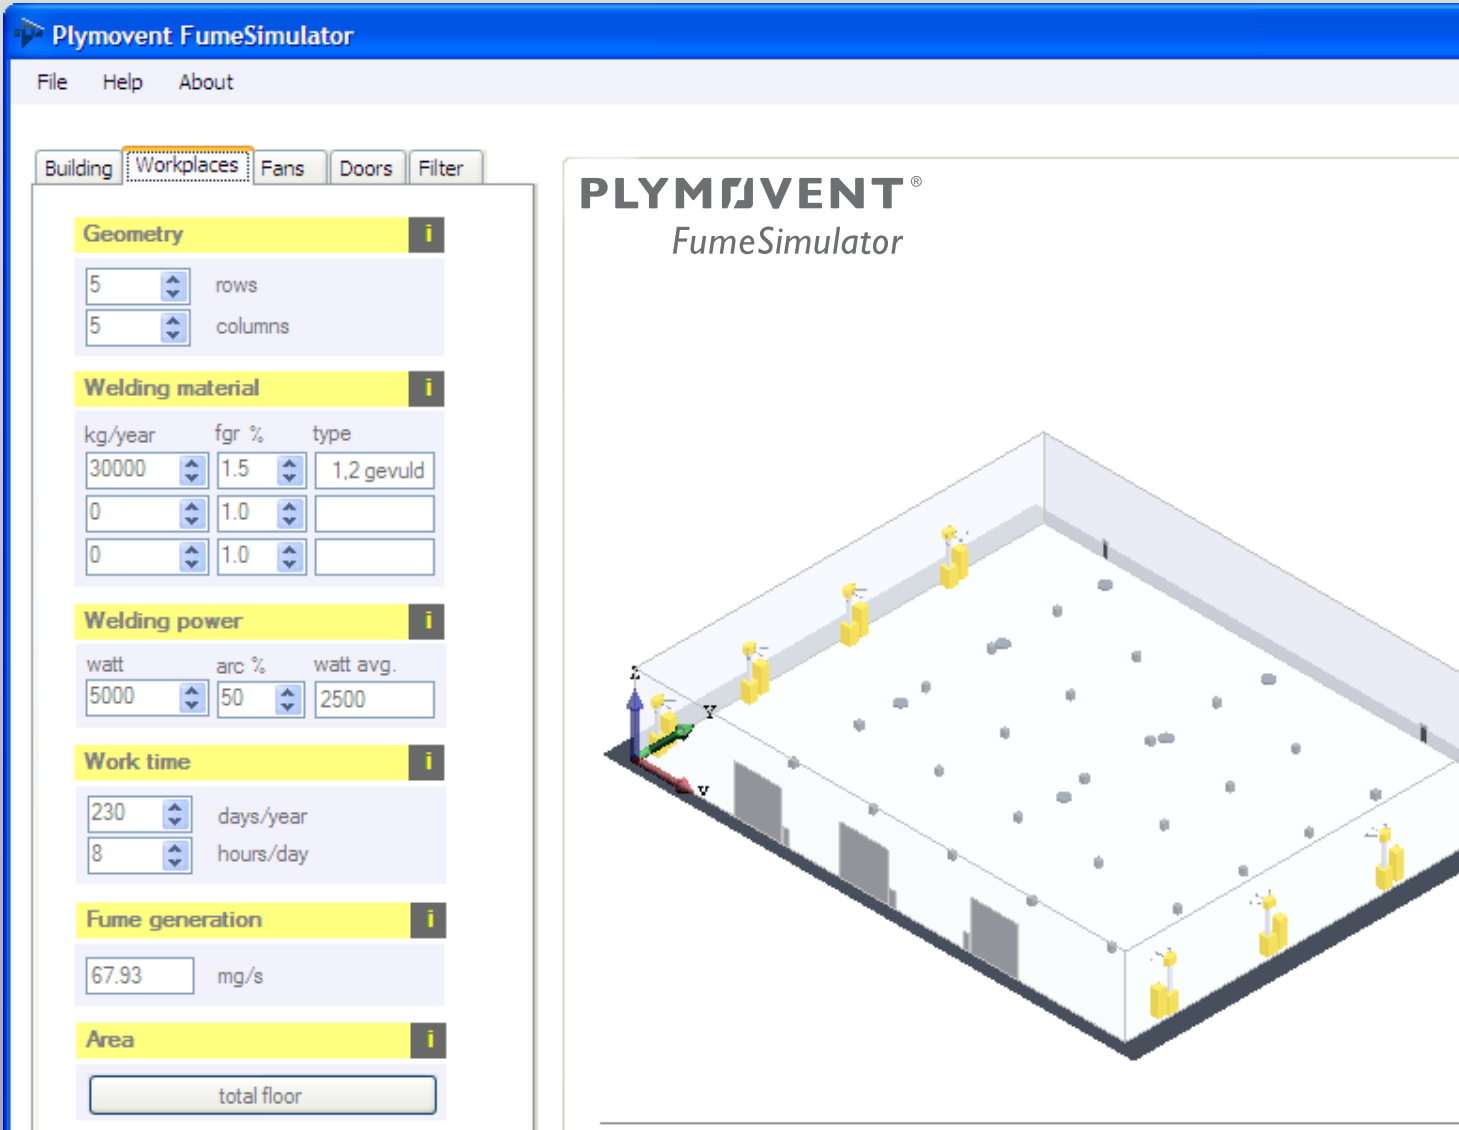 Plymovent FumeSimulator
File Help About
Building Workplaces Fans Doors Filter
Geometry i
5 rows
5 columns
Welding material i
kg/year fgr % type
30000 1.5 1,2 gevuld
0 1.0
0 1.0
Welding power i
watt arc % watt avg.
5000 50 2500
Work time i
230 days/year
8 hours/day
Fume generation i
67.93 mg/s
Area i
total floor
PLYMOVENT®
FumeSimulator
Z
Y